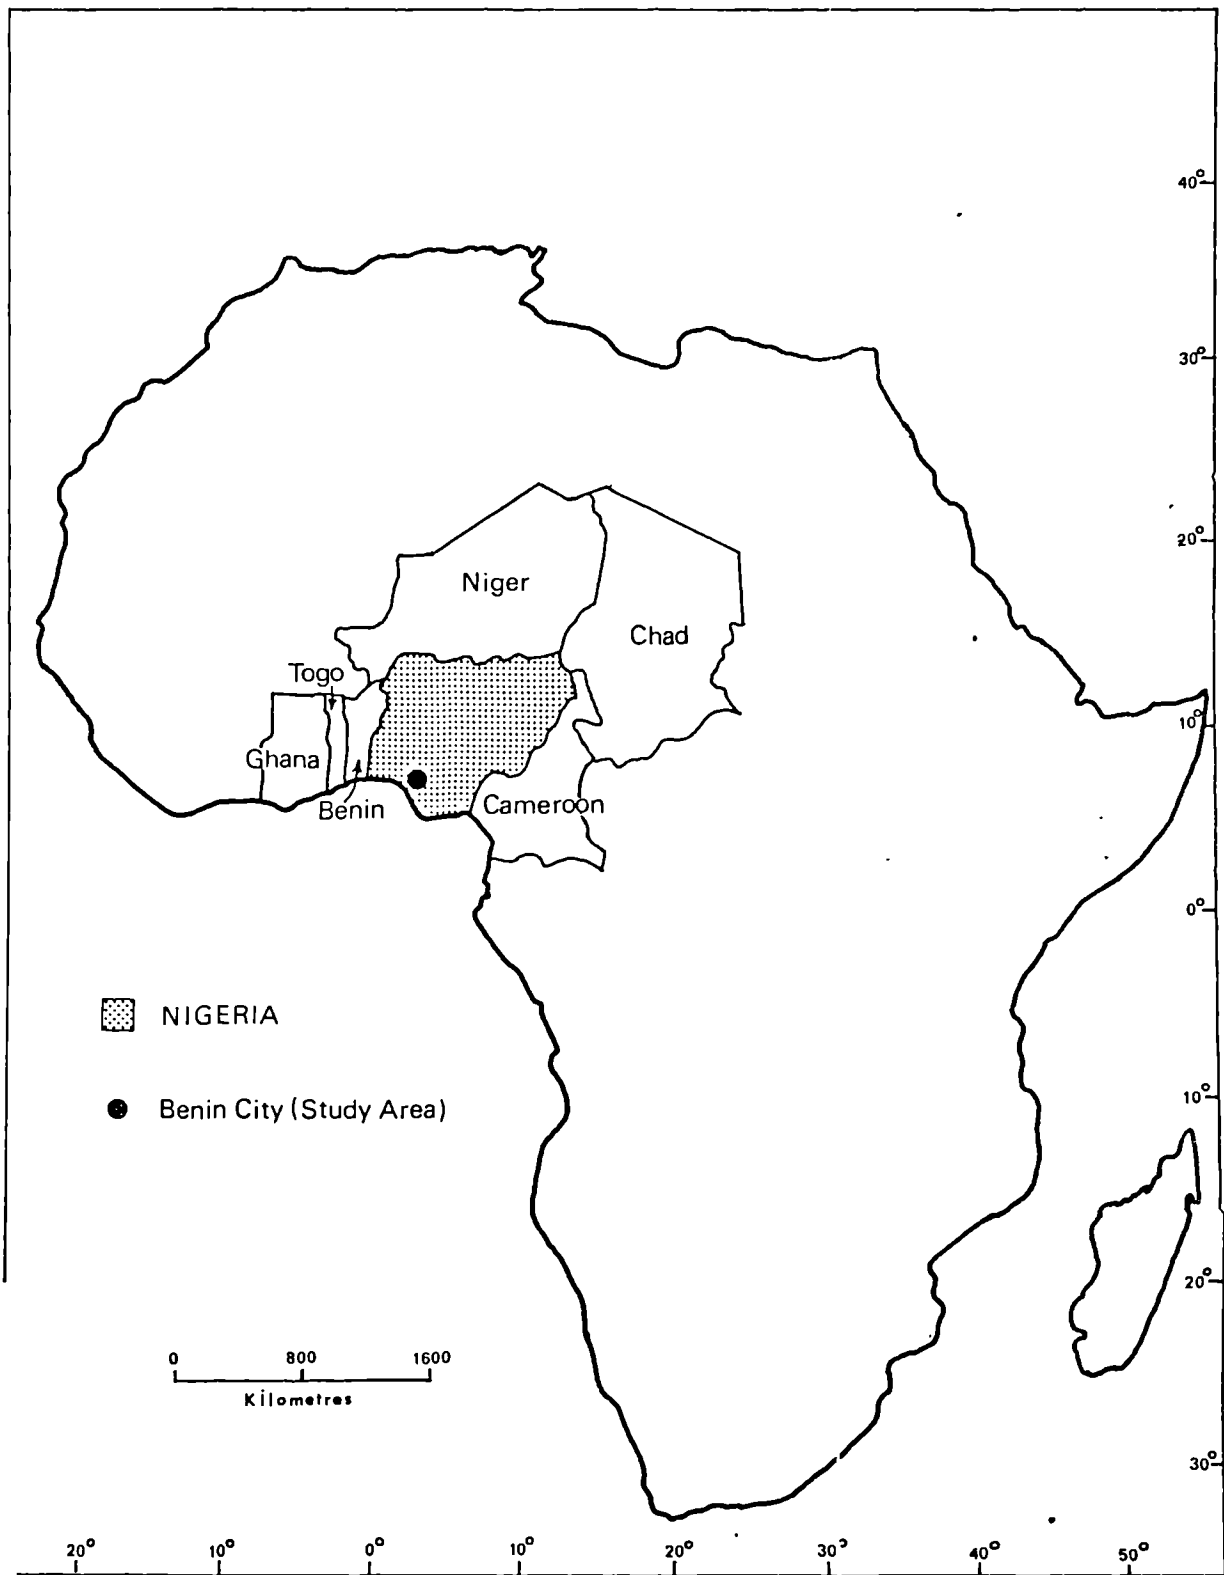 40°
30°
20°
Niger
Chad
Togo
10°
Ghana
Benin
Cameroon
0°
NIGERIA
10°
Benin City (Study Area)
20°
0 800 1600
Kilometres
30°
20° 10° 0° 10° 20° 30° 40° 50°